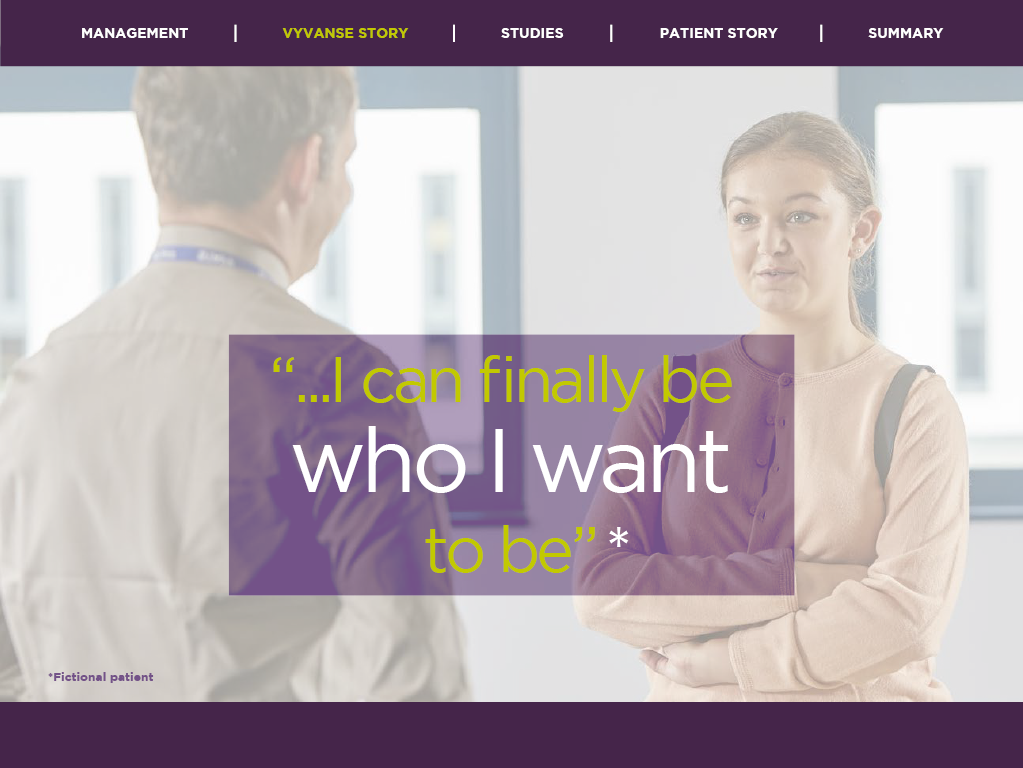 MANAGEMENT | VYVANSE STORY | STUDIES | PATIENT STORY | SUMMARY
“...I can finally be
who I want
to be” *
*Fictional patient